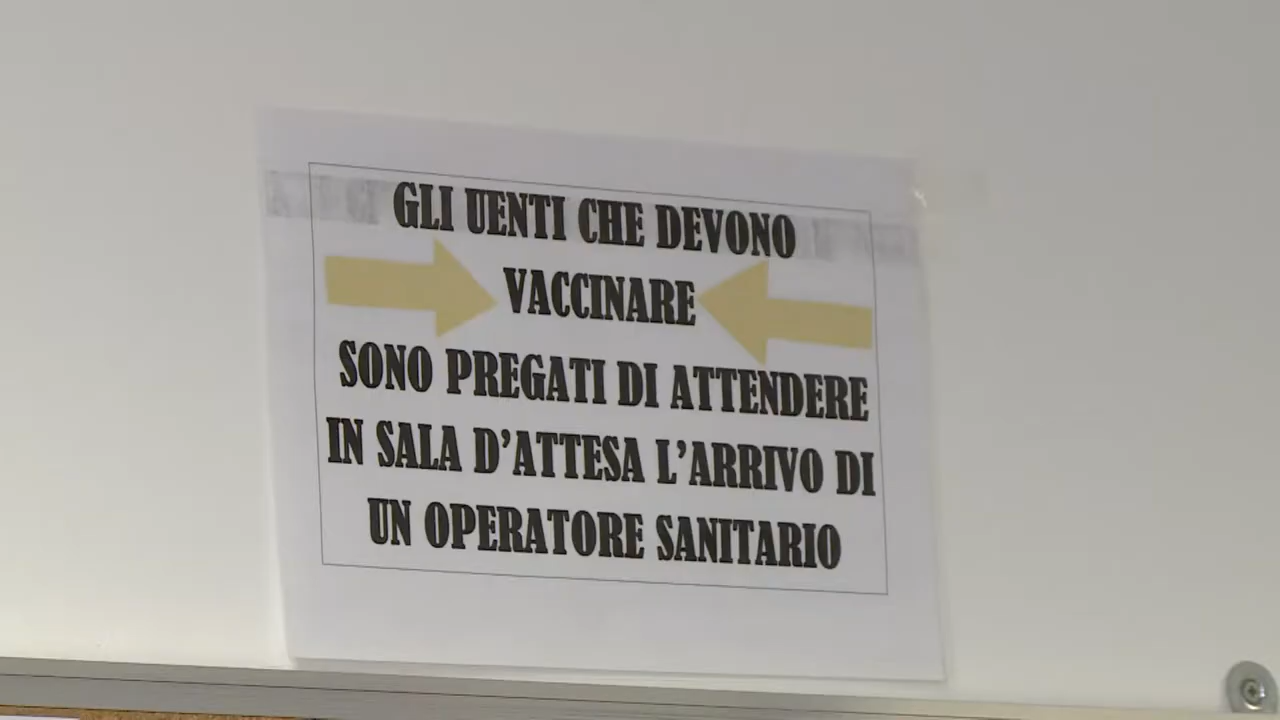 GLI UENTI CHE DEVONO
VACCINARE
SONO PREGATI DI ATTENDERE
IN SALA D'ATTESA L'ARRIVO DI
UN OPERATORE SANITARIO